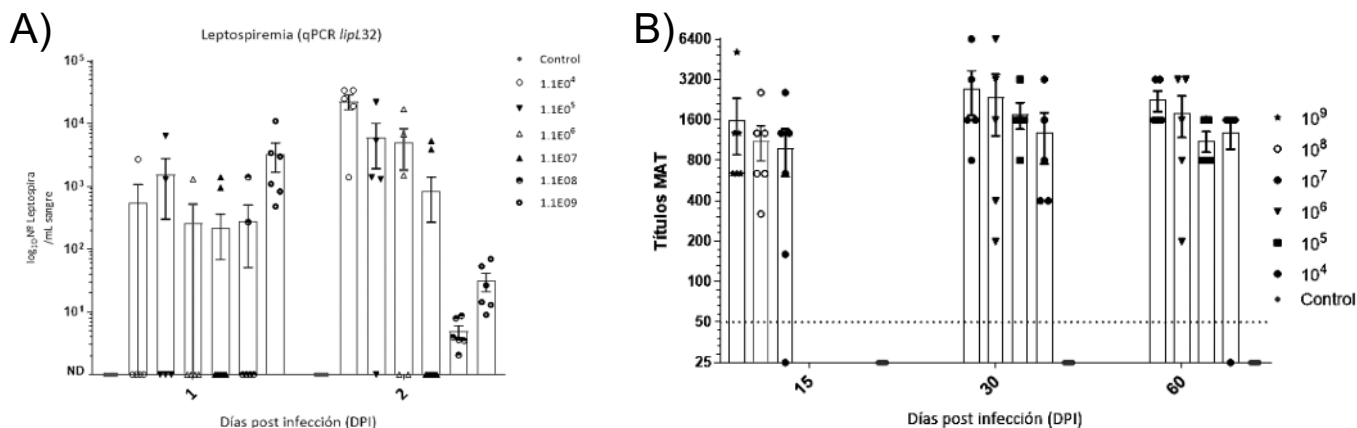 A)
Leptospiremia (qPCR lipL32)
log₁₀Nº Leptospira
/mL sangre
10⁵
10⁴
10³
10²
10¹
ND
1
2
Días post infección (DPI)
Control
1.1E0⁴
1.1E0⁵
1.1E0⁶
1.1E07
1.1E08
1.1E09
B)
Títulos MAT
6400
3200
1600
800
400
200
100
50
25
15
30
60
Días post infección (DPI)
10⁹
10⁸
10⁷
10⁶
10⁵
10⁴
Control